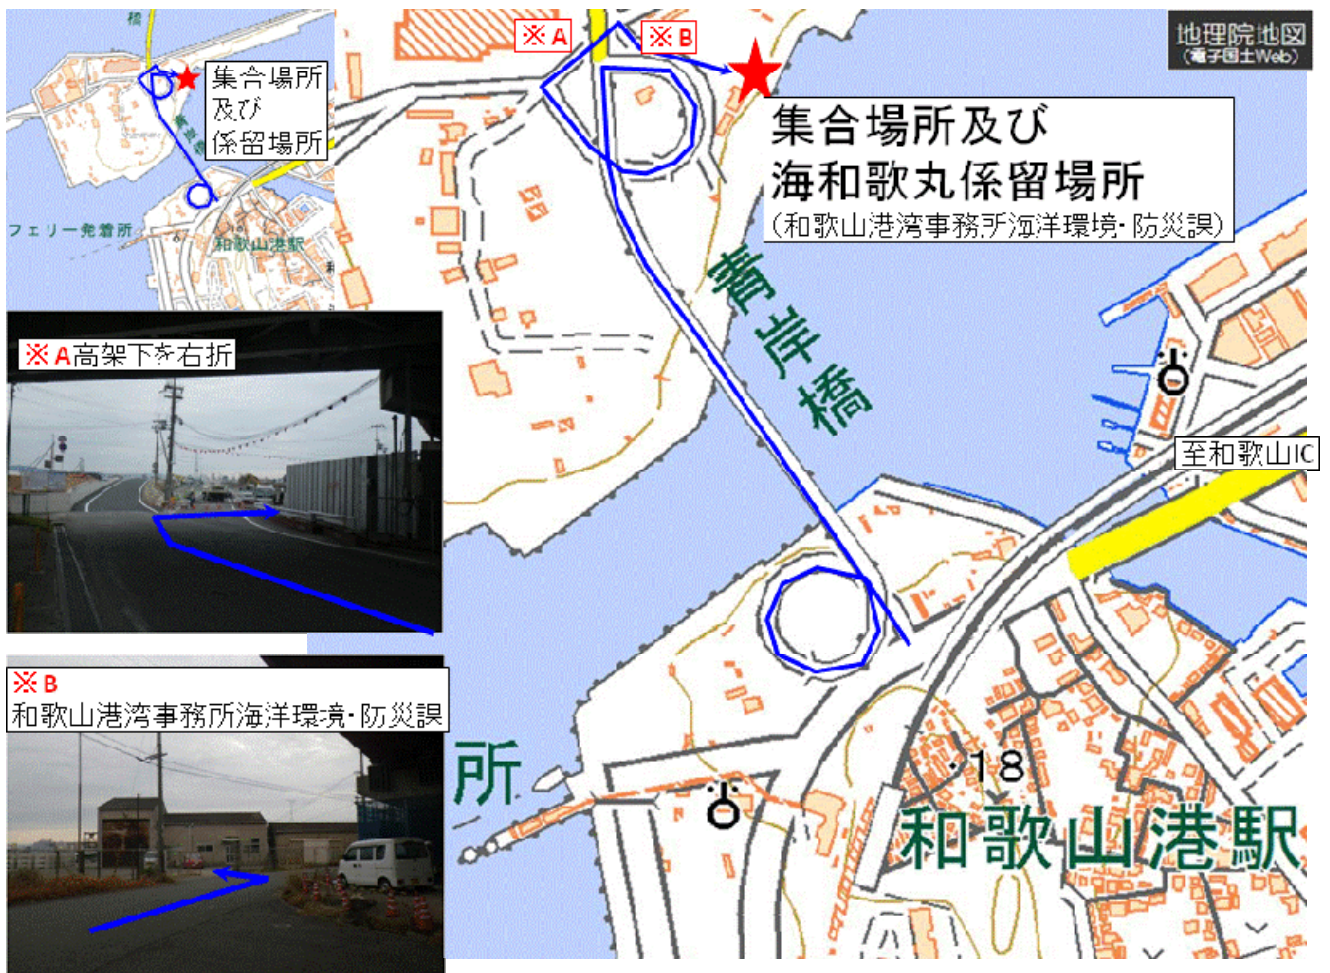 橋
集合場所
及び
係留場所
青岸橋
フェリー発着所
和歌山港駅
※A
※B
地理院地図
(電子国土Web)
集合場所及び
海和歌丸係留場所
(和歌山港湾事務所海洋環境・防災課)
青岸橋
至和歌山IC
※A高架下を右折
※B
和歌山港湾事務所海洋環境・防災課
所
・18
和歌山港駅